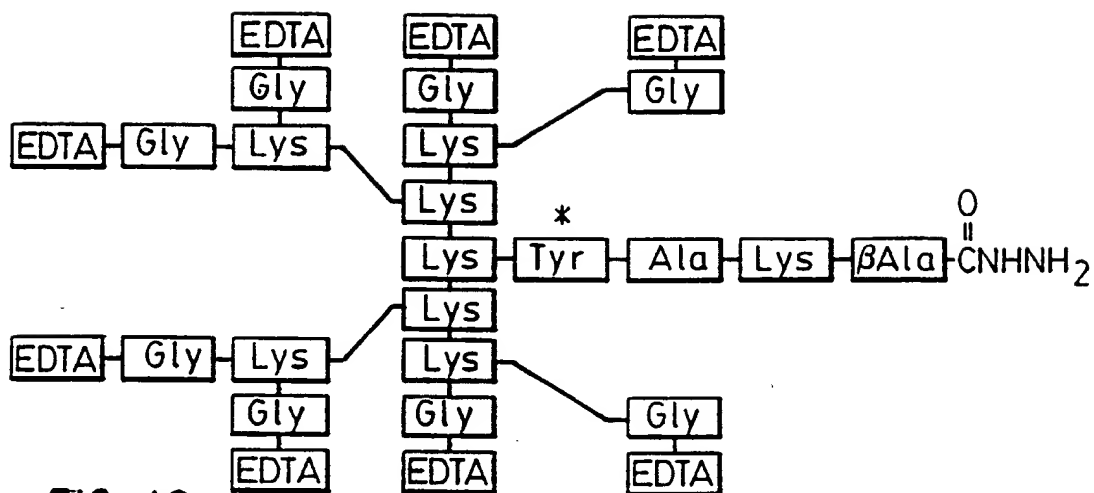 EDTA EDTA EDTA
Gly Gly Gly
EDTA Gly Lys Lys
Lys
* O
Lys Tyr Ala Lys βAla CNHNH2
Lys
EDTA Gly Lys Lys
Gly Gly Gly
EDTA EDTA EDTA